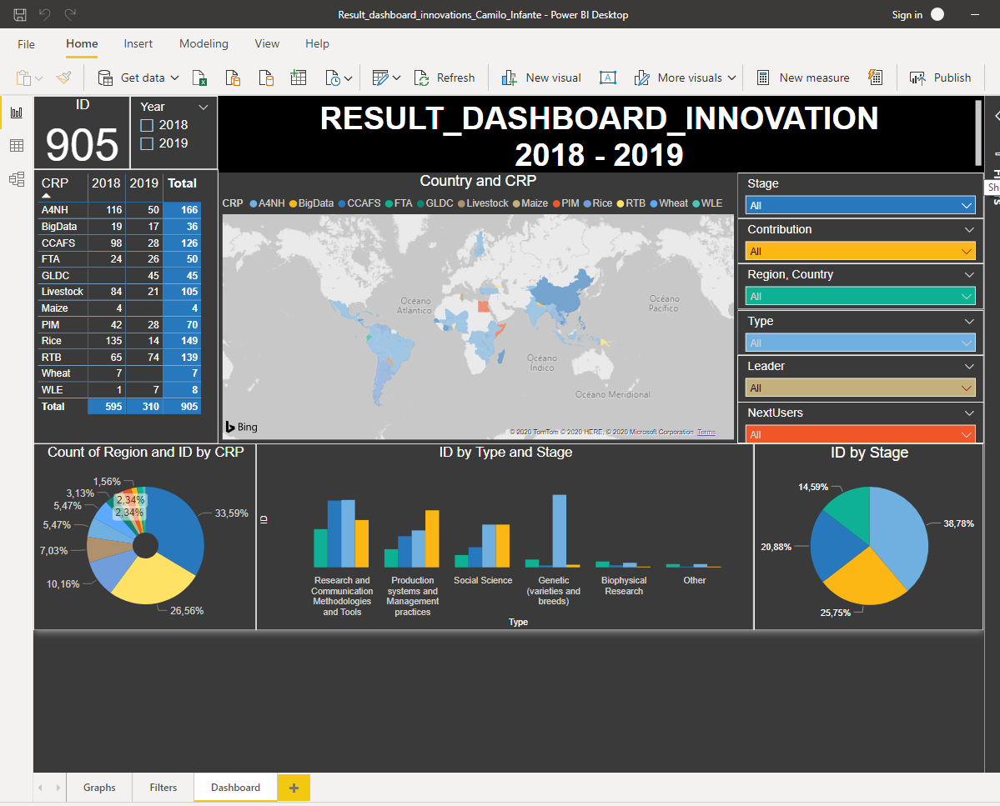 Result_dashboard_innovations_Camilo_Infante - Power BI Desktop
Sign in
File Home Insert Modeling View Help
Get data Refresh New visual A More visuals New measure Publish
ID
905
Year
2018
2019
RESULT_DASHBOARD_INNOVATION
2018 - 2019
CRP 2018 2019 Total
A4NH 116 50 166
BigData 19 17 36
CCAFS 98 28 126
FTA 24 26 50
GLDC 45 45
Livestock 84 21 105
Maize 4 4
PIM 42 28 70
Rice 135 14 149
RTB 65 74 139
Wheat 7 7
WLE 1 7 8
Total 595 310 905
Country and CRP
CRP A4NH BigData CCAFS FTA GLDC Livestock Maize PIM Rice RTB Wheat WLE
Océano
Atlántico
Océano
Pacífico
Océano
Índico
Océano Meridional
Bing
© 2020 TomTom © 2020 HERE, © 2020 Microsoft Corporation Terms
Stage
All
Contribution
All
Region, Country
All
Type
All
Leader
All
NextUsers
All
Sh
Count of Region and ID by CRP
1,56%
3,13%
5,47%
5,47%
7,03%
10,16%
2,34%
2,34%
33,59%
26,56%
ID by Type and Stage
ID
Research and
Communication
Methodologies
and Tools
Production
systems and
Management
practices
Social Science
Genetic
(varieties and
breeds)
Biophysical
Research
Other
Type
ID by Stage
14,59%
38,78%
20,88%
25,75%
Graphs Filters Dashboard